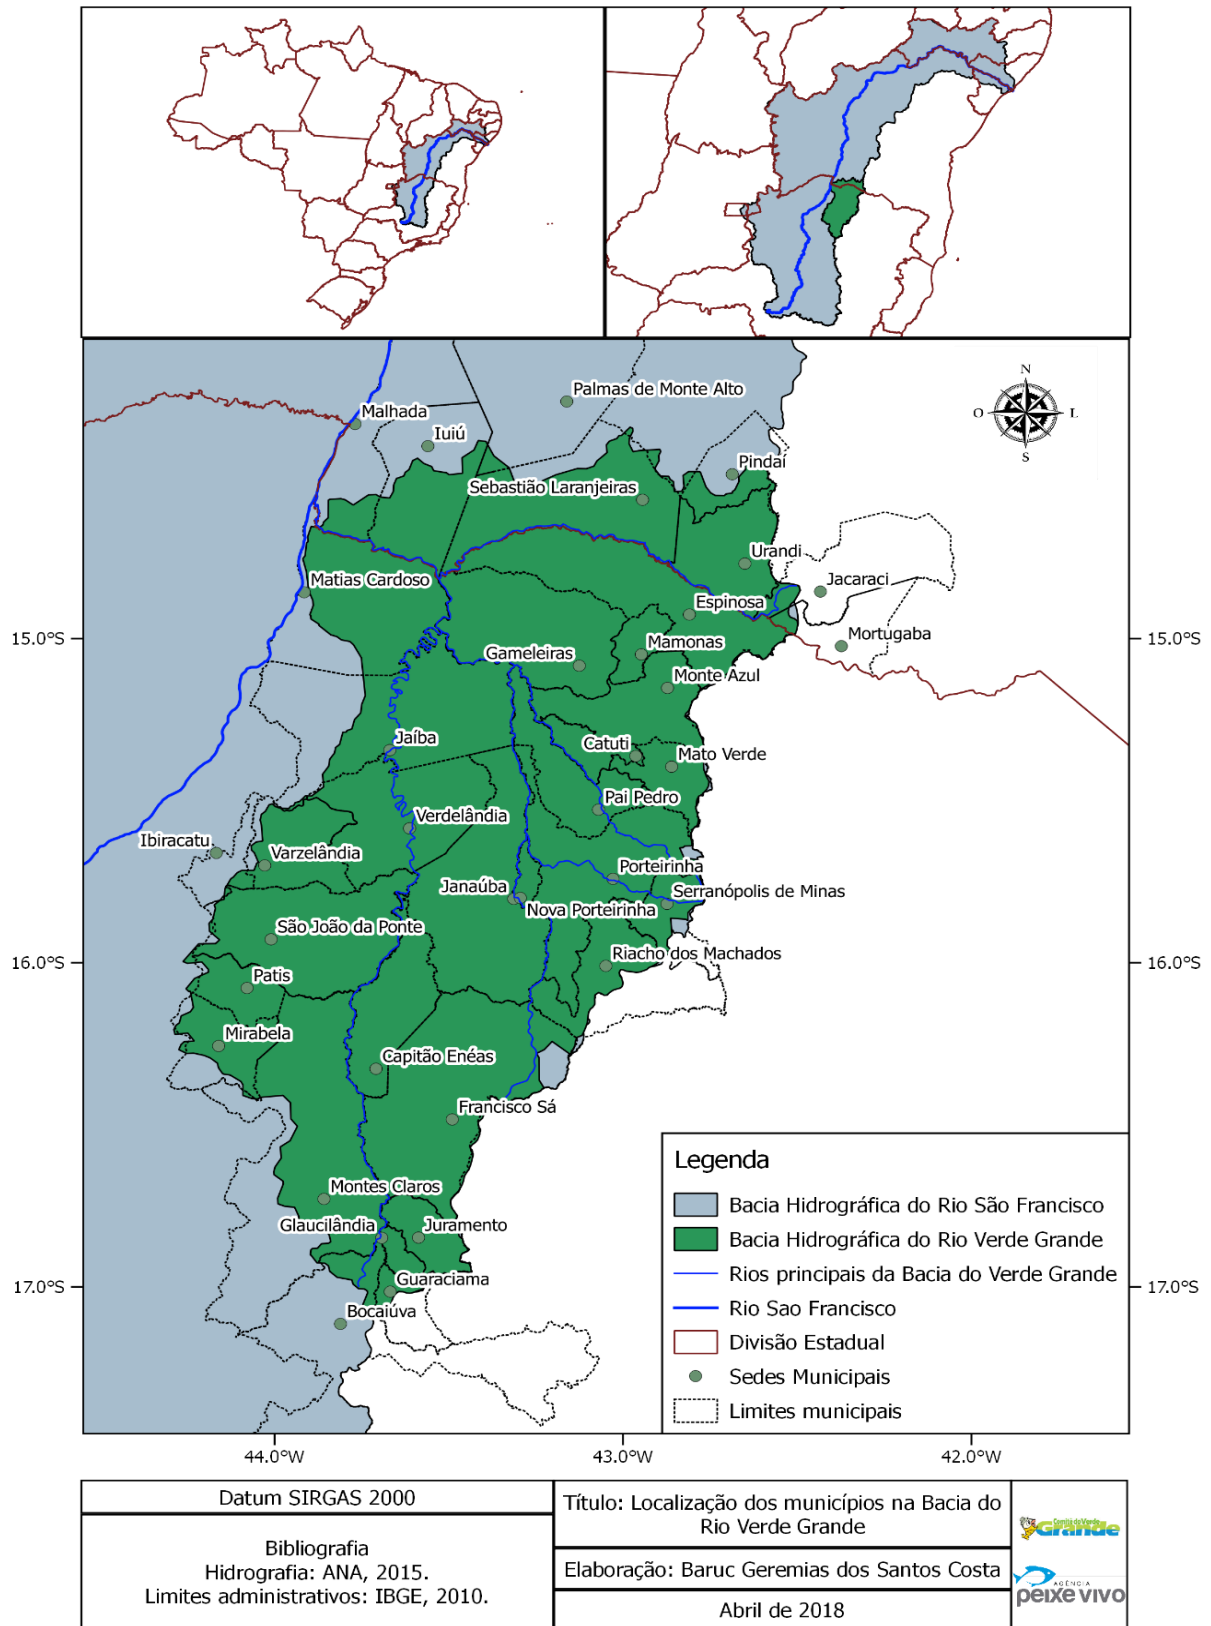 Palmas de Monte Alto
Malhada
Iuiú
Pindaí
Sebastião Laranjeiras
N
O
L
S
Urandi
Matias Cardoso
Jacaraci
Espinosa
Mortugaba
15.0°S
15.0°S
Mamonas
Gameleiras
Monte Azul
Jaíba
Catuti
Mato Verde
Pai Pedro
Verdelândia
Ibiracatu
Varzelândia
Porteirinha
Janaúba
Serranópolis de Minas
Nova Porteirinha
São João da Ponte
Riacho dos Machados
16.0°S
16.0°S
Patis
Mirabela
Capitão Enéas
Francisco Sá
Montes Claros
Glaucilândia
Juramento
Guaraciama
17.0°S
17.0°S
Bocaiúva
Legenda
Bacia Hidrográfica do Rio São Francisco
Bacia Hidrográfica do Rio Verde Grande
Rios principais da Bacia do Verde Grande
Rio Sao Francisco
Divisão Estadual
Sedes Municipais
Limites municipais
44.0°W
43.0°W
42.0°W
Datum SIRGAS 2000
Bibliografia
Hidrografia: ANA, 2015.
Limites administrativos: IBGE, 2010.
Título: Localização dos municípios na Bacia do
Rio Verde Grande
Elaboração: Baruc Geremias dos Santos Costa
Abril de 2018
Comitê do Verde
Grande
AGÊNCIA
peixe vivo